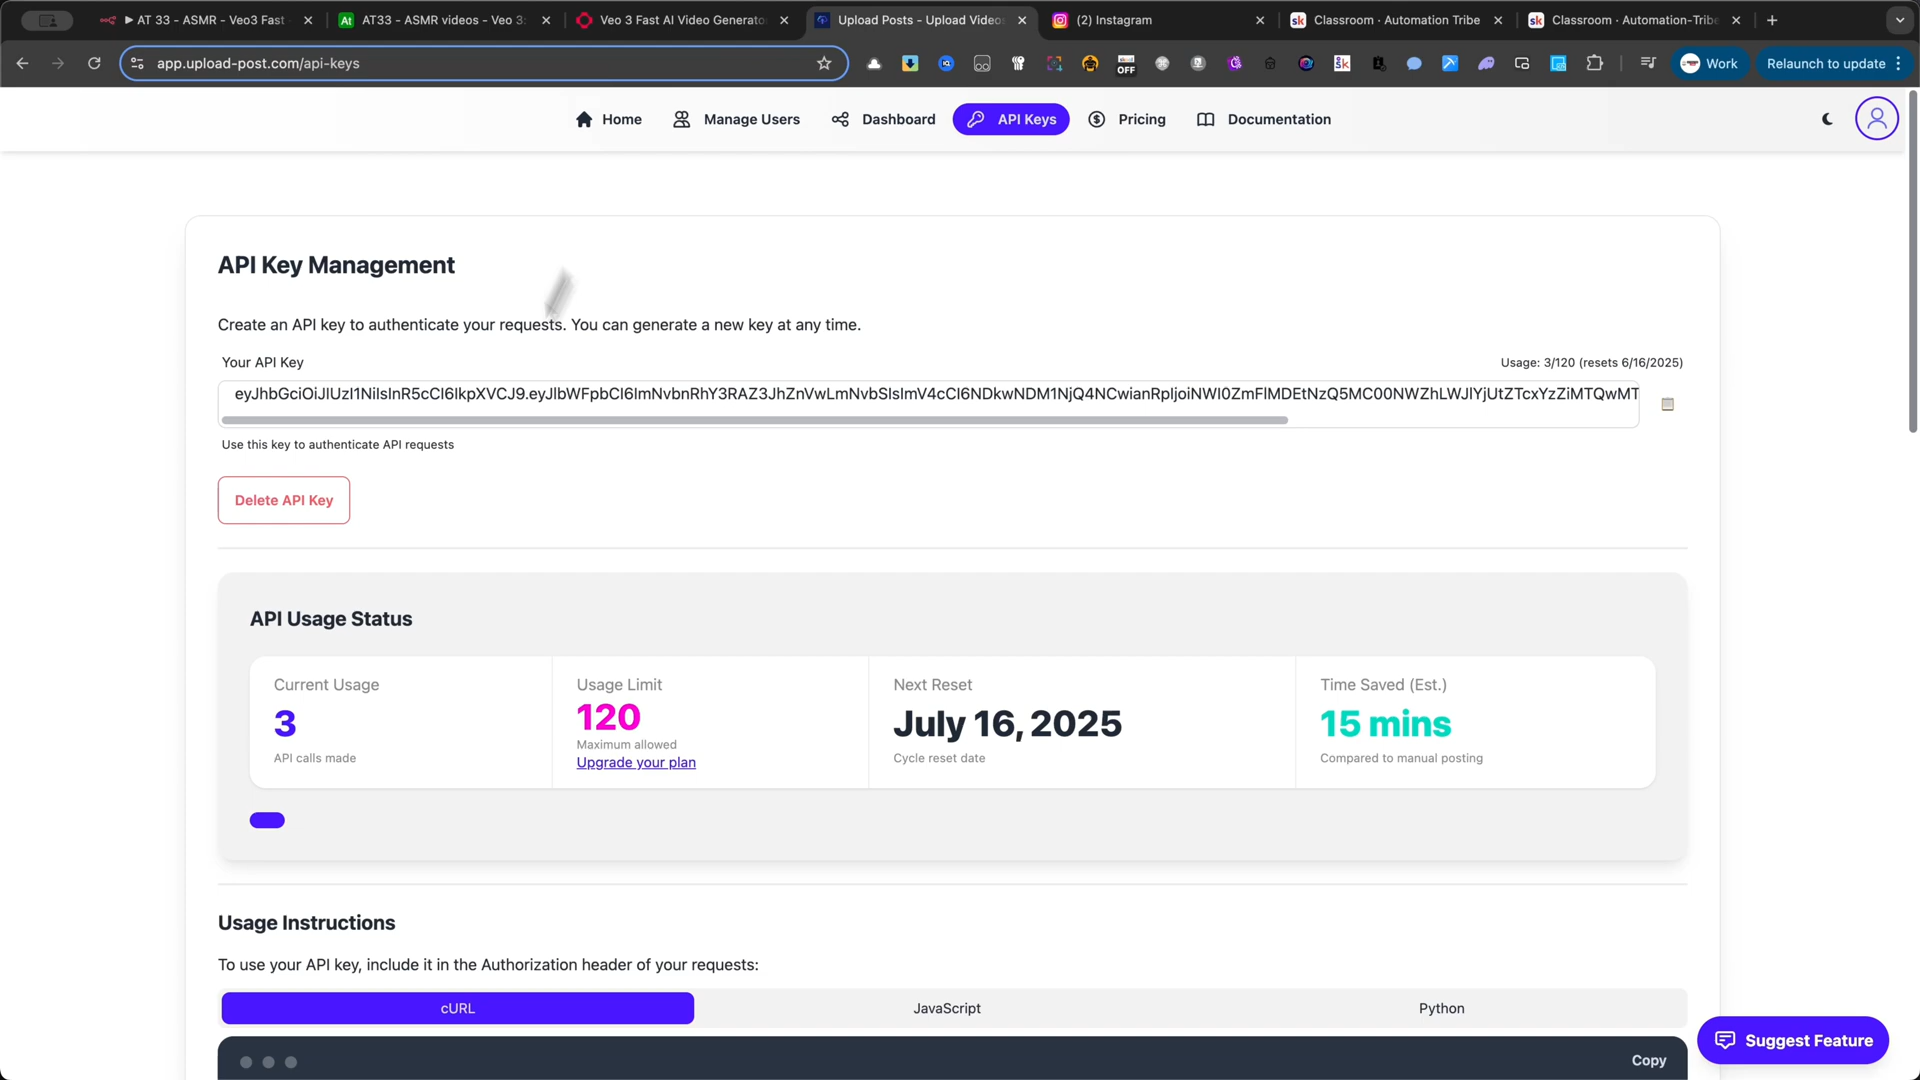 AT 33 - ASMR - Veo3 Fast
AT33 - ASMR videos - Veo 3
Veo 3 Fast AI Video Generato
Upload Posts - Upload Video
(2) Instagram
Classroom · Automation Tribe
Classroom · Automation-Tribe
app.upload-post.com/api-keys
OFF
Work
Relaunch to update
Home
Manage Users
Dashboard
API Keys
Pricing
Documentation
API Key Management
Create an API key to authenticate your requests. You can generate a new key at any time.
Your API Key
Usage: 3/120 (resets 6/16/2025)
Use this key to authenticate API requests
Delete API Key
API Usage Status
Current Usage
3
API calls made
Usage Limit
120
Maximum allowed
Upgrade your plan
Next Reset
July 16, 2025
Cycle reset date
Time Saved (Est.)
15 mins
Compared to manual posting
Usage Instructions
To use your API key, include it in the Authorization header of your requests:
cURL
JavaScript
Python
Copy
Suggest Feature